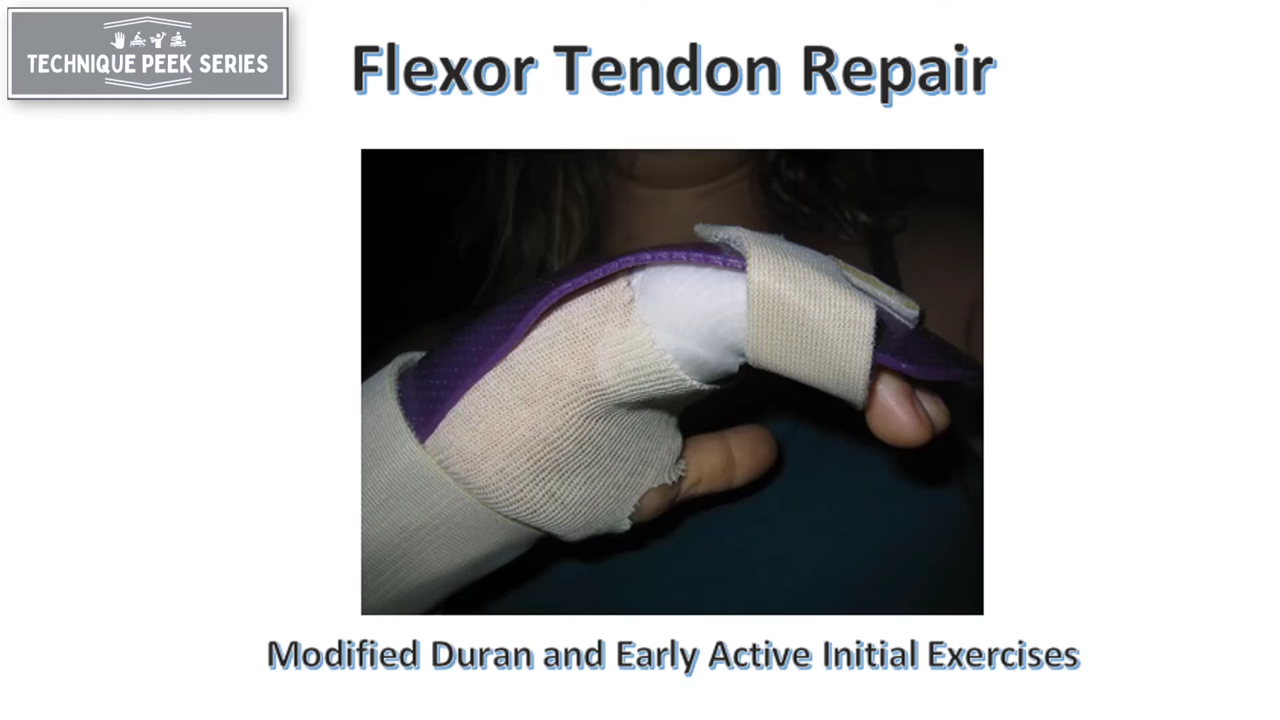 TECHNIQUE PEEK SERIES
Flexor Tendon Repair
Modified Duran and Early Active Initial Exercises